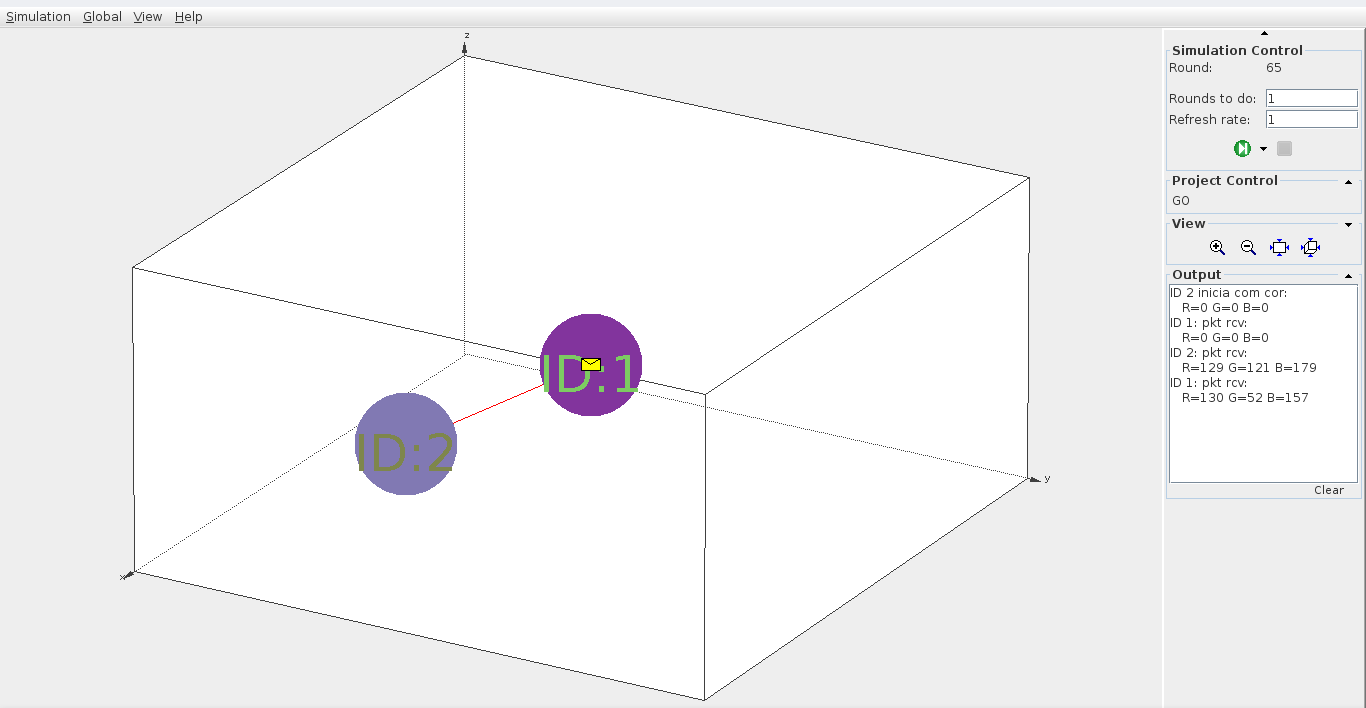 Simulation Global View Help
z
y
x
ID:1
ID:2
Simulation Control
Round: 65
Rounds to do: 1
Refresh rate: 1
Project Control
GO
View
Output
ID 2 inicia com cor:
R=0 G=0 B=0
ID 1: pkt rcv:
R=0 G=0 B=0
ID 2: pkt rcv:
R=129 G=121 B=179
ID 1: pkt rcv:
R=130 G=52 B=157
Clear